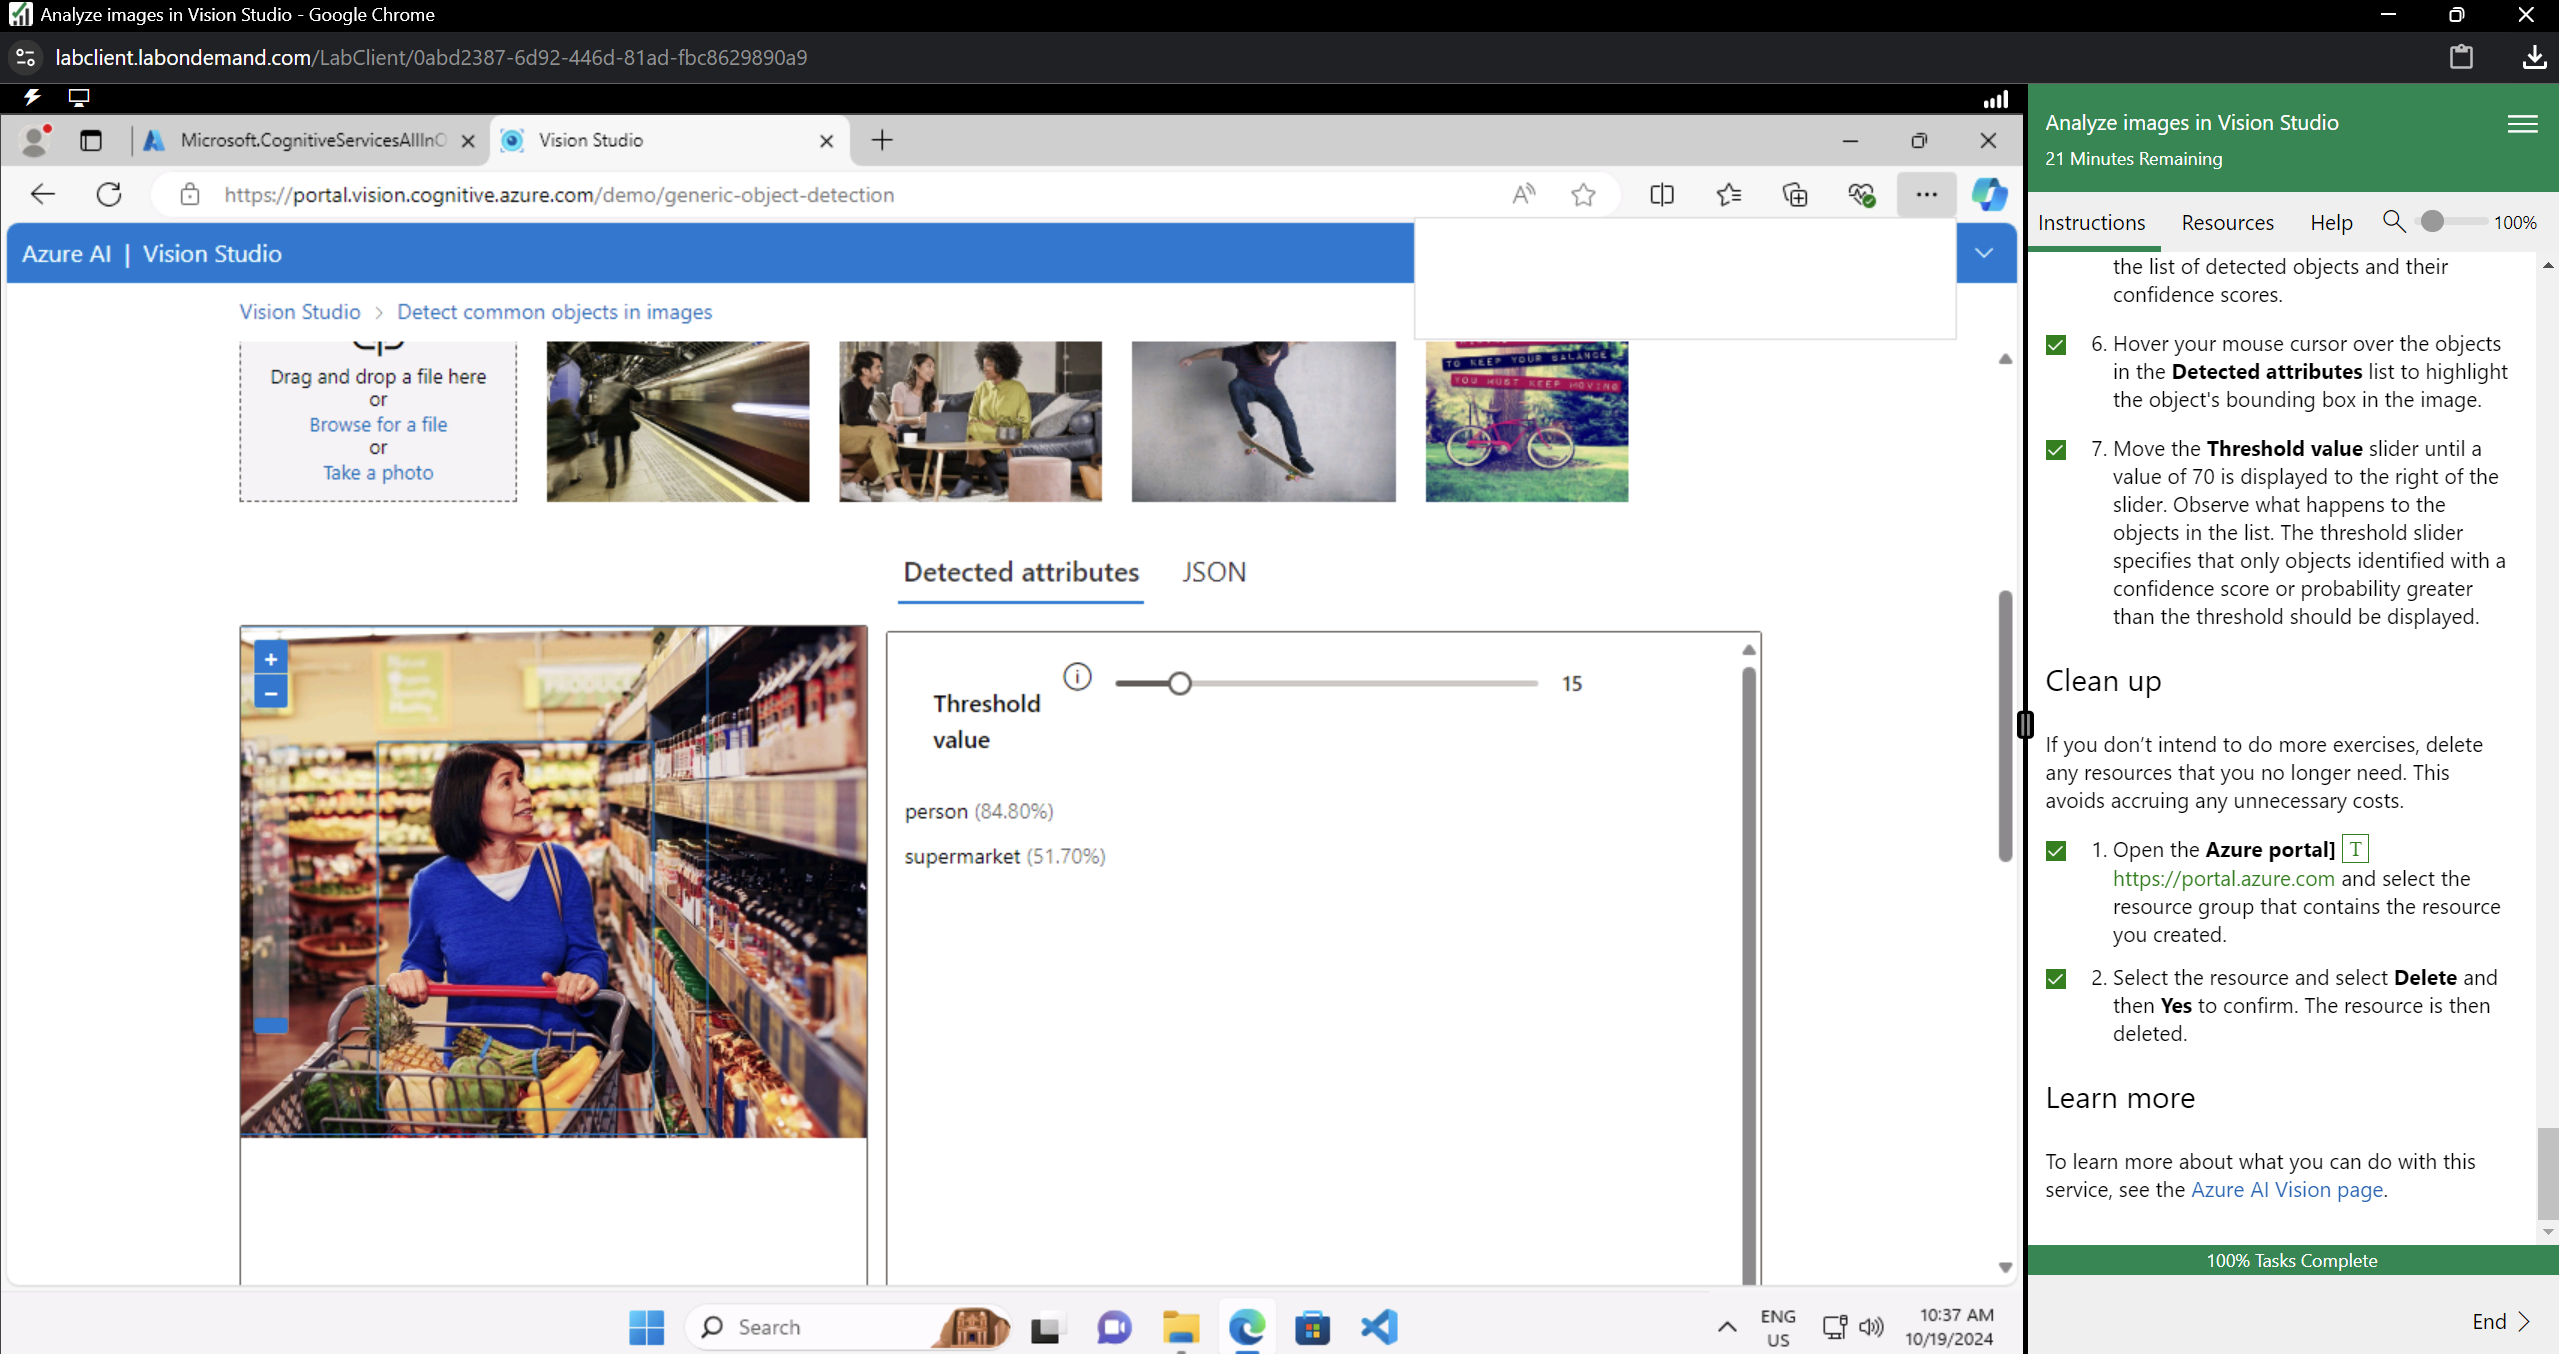 Analyze images in Vision Studio - Google Chrome
labclient.labondemand.com/LabClient/0abd2387-6d92-446d-81ad-fbc8629890a9
Microsoft.CognitiveServicesAllInO
Vision Studio
https://portal.vision.cognitive.azure.com/demo/generic-object-detection
Azure AI | Vision Studio
Vision Studio > Detect common objects in images
Drag and drop a file here
or
Browse for a file
or
Take a photo
TO KEEP YOUR BALANCE
YOU MUST KEEP MOVING
Detected attributes
JSON
PRODUC
Threshold
value
15
person (84.80%)
supermarket (51.70%)
Search
ENG
US
10:37 AM
10/19/2024
Analyze images in Vision Studio
21 Minutes Remaining
Instructions
Resources
Help
100%
the list of detected objects and their
confidence scores.
6. Hover your mouse cursor over the objects
in the Detected attributes list to highlight
the object's bounding box in the image.
7. Move the Threshold value slider until a
value of 70 is displayed to the right of the
slider. Observe what happens to the
objects in the list. The threshold slider
specifies that only objects identified with a
confidence score or probability greater
than the threshold should be displayed.
Clean up
If you don’t intend to do more exercises, delete
any resources that you no longer need. This
avoids accruing any unnecessary costs.
1. Open the Azure portal] T
https://portal.azure.com and select the
resource group that contains the resource
you created.
2. Select the resource and select Delete and
then Yes to confirm. The resource is then
deleted.
Learn more
To learn more about what you can do with this
service, see the Azure AI Vision page.
100% Tasks Complete
End